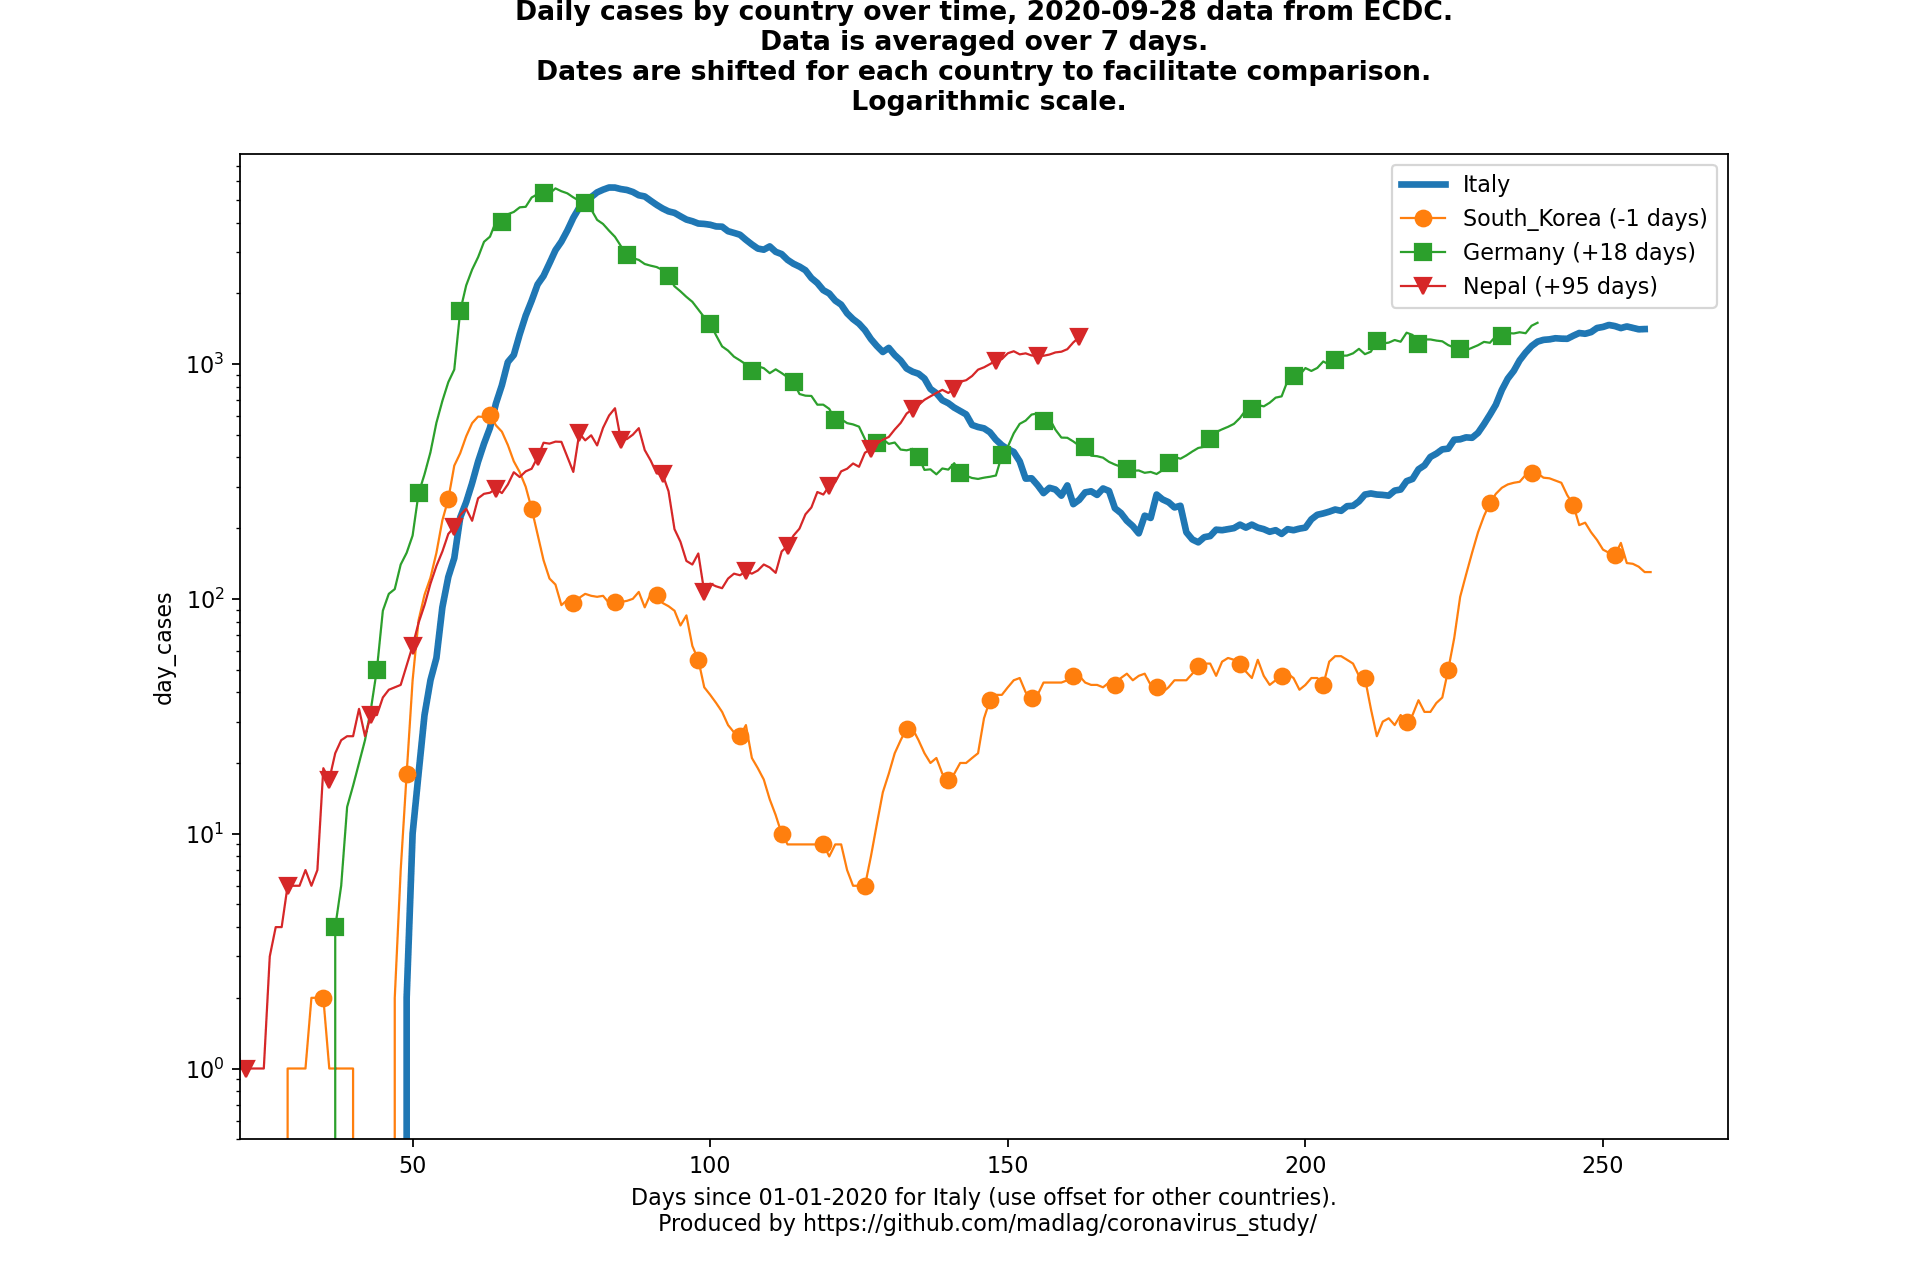 Daily cases by country over time, 2020-09-28 data from ECDC.
Data is averaged over 7 days.
Dates are shifted for each country to facilitate comparison.
Logarithmic scale.
Italy
South_Korea (-1 days)
Germany (+18 days)
Nepal (+95 days)
10³
10²
10¹
10⁰
day_cases
50 100 150 200 250
Days since 01-01-2020 for Italy (use offset for other countries).
Produced by https://github.com/madlag/coronavirus_study/